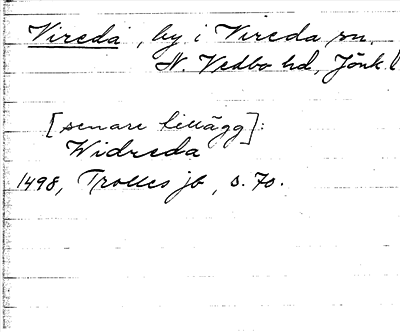 Vireda, by i Vireda sn,
N. Vedbo hd, Jönk. l
[senare tillägg]:
Widreda
1498, Trolles jb, s. 70.